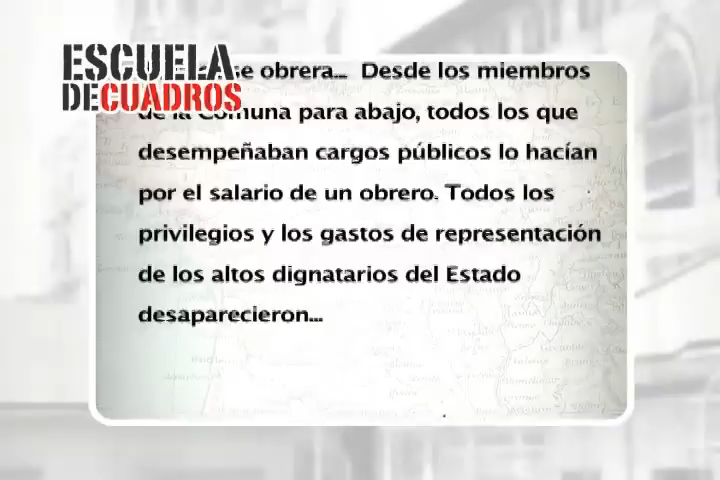 ESCUELA
DECUADROS
se obrera... Desde los miembros
de la Comuna para abajo, todos los que
desempeñaban cargos públicos lo hacían
por el salario de un obrero. Todos los
privilegios y los gastos de representación
de los altos dignatarios del Estado
desaparecieron...